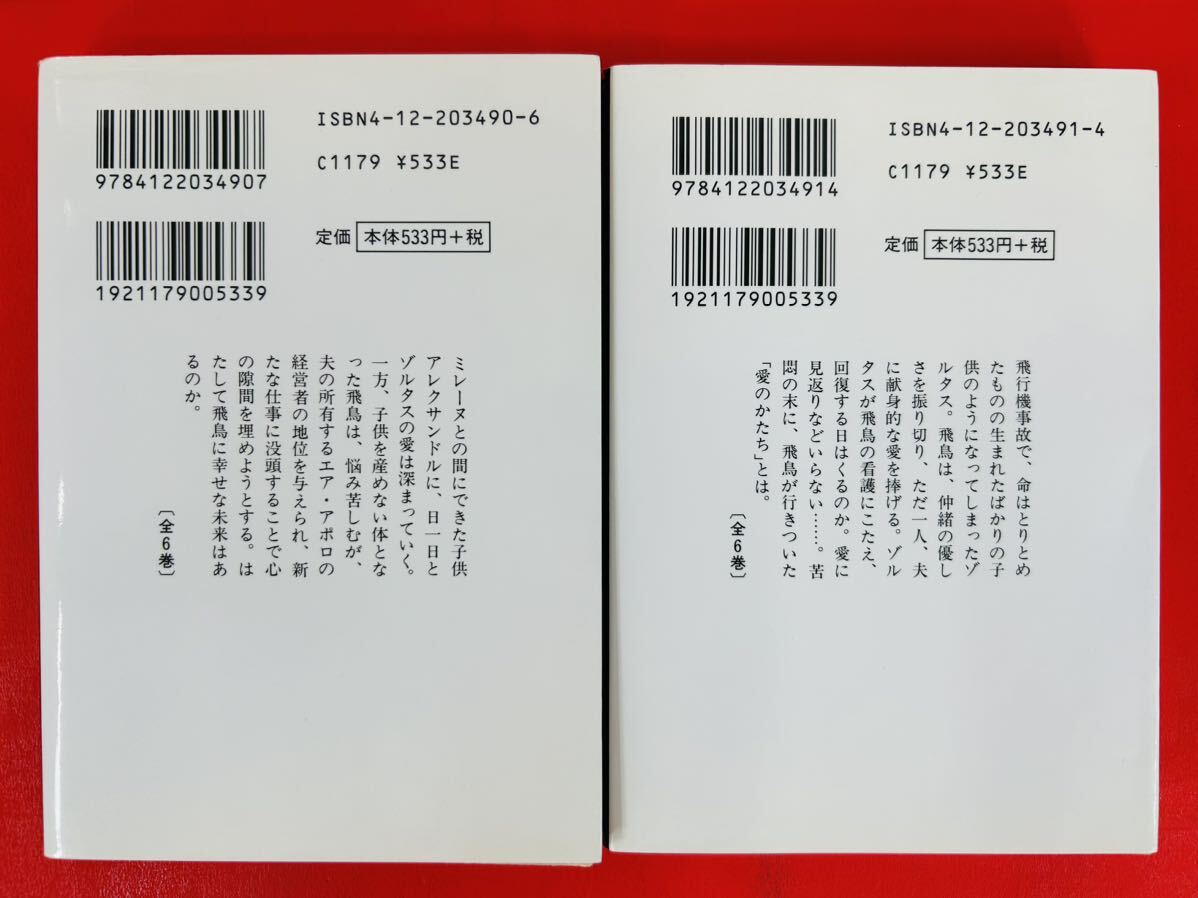 ISBN4-12-203490-6
C1179 ¥533E
9784122034907
定価 本体533円+税
1921179005339
ミレーヌとの間にできた子供
アレクサンドルに、日一日と
ゾルタスの愛は深まっていく。
一方、子供を産めない体とな
った飛鳥は、悩み苦しむが、
夫の所有するエア・アポロの
経営者の地位を与えられ、新
たな仕事に没頭することで心
の隙間を埋めようとする。は
たして飛鳥に幸せな未来はあ
るのか。
〔全6巻〕
ISBN4-12-203491-4
C1179 ¥533E
9784122034914
定価 本体533円+税
1921179005339
飛行機事故で、命はとりとめ
たものの生まれたばかりの子
供のようになってしまったゾ
ルタス。飛鳥は、仲緒の優し
さを振り切り、ただ一人、夫
に献身的な愛を捧げる。ゾル
タスが飛鳥の看護にこたえ、
回復する日はくるのか。愛に
見返りなどいらない……。苦
悶の末に、飛鳥が行きついた
「愛のかたち」とは。
〔全6巻〕